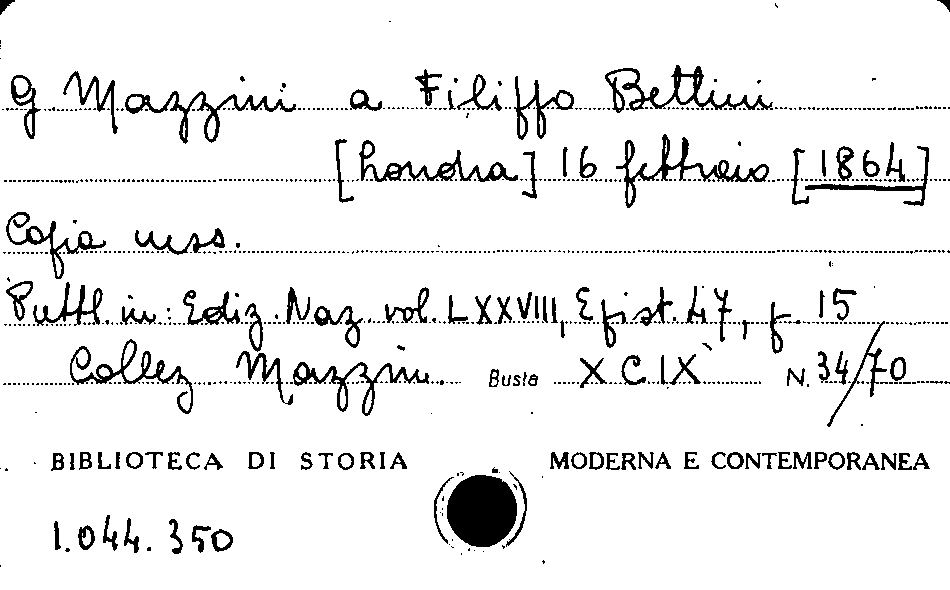 G. Mazzini a Filippo Bettini
[Londra] 16 febbraio [1864]
Copia mss.
Pubbl. in: Ediz. Naz. vol. LXXVIII, Epist. 47, p. 15
Collez Mazzini. Busta XCIX N. 34/70
BIBLIOTECA DI STORIA MODERNA E CONTEMPORANEA
1.044.350